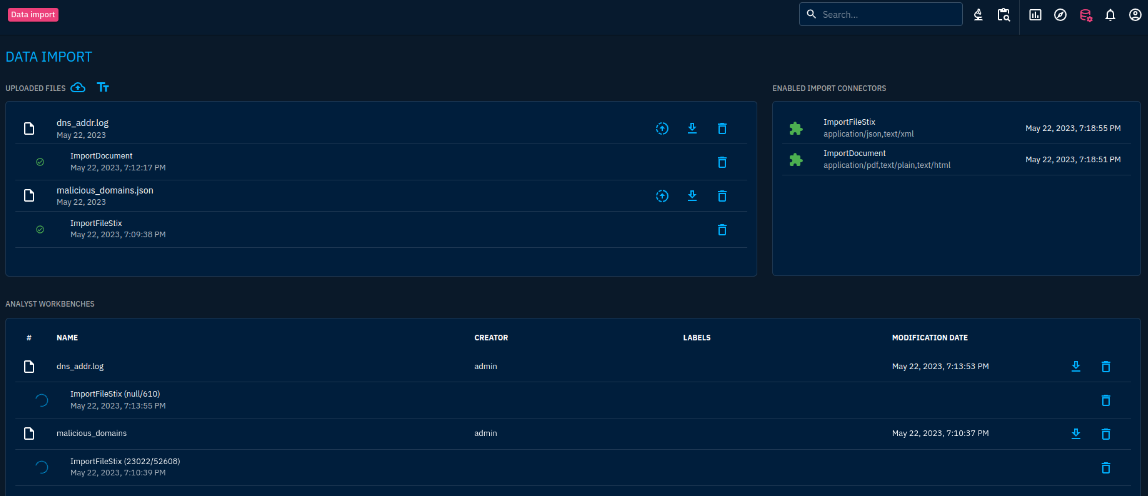 Data import
Search...
DATA IMPORT
UPLOADED FILES
Tt
ENABLED IMPORT CONNECTORS
dns_addr.log
May 22, 2023
ImportDocument
May 22, 2023, 7:12:17 PM
malicious_domains.json
May 22, 2023
ImportFileStix
May 22, 2023, 7:09:38 PM
ImportFileStix
application/json,text/xml
May 22, 2023, 7:18:55 PM
ImportDocument
application/pdf,text/plain,text/html
May 22, 2023, 7:18:51 PM
ANALYST WORKBENCHES
# NAME CREATOR LABELS MODIFICATION DATE
dns_addr.log admin May 22, 2023, 7:13:53 PM
ImportFileStix (null/610)
May 22, 2023, 7:13:55 PM
malicious_domains admin May 22, 2023, 7:10:37 PM
ImportFileStix (23022/52608)
May 22, 2023, 7:10:39 PM